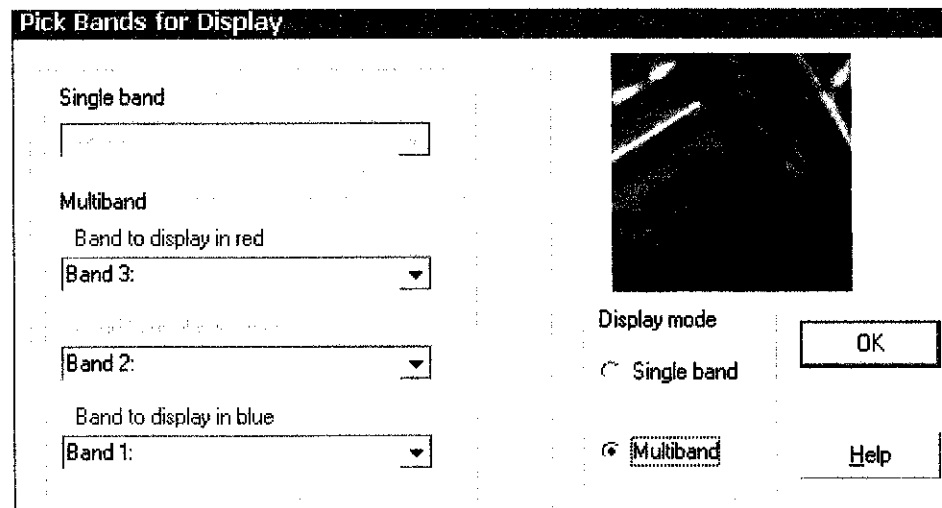 Pick Bands for Display
Single band
Multiband
Band to display in red
Band 3:
Band 2:
Band to display in blue
Band 1:
Display mode
Single band
Multiband
OK
Help